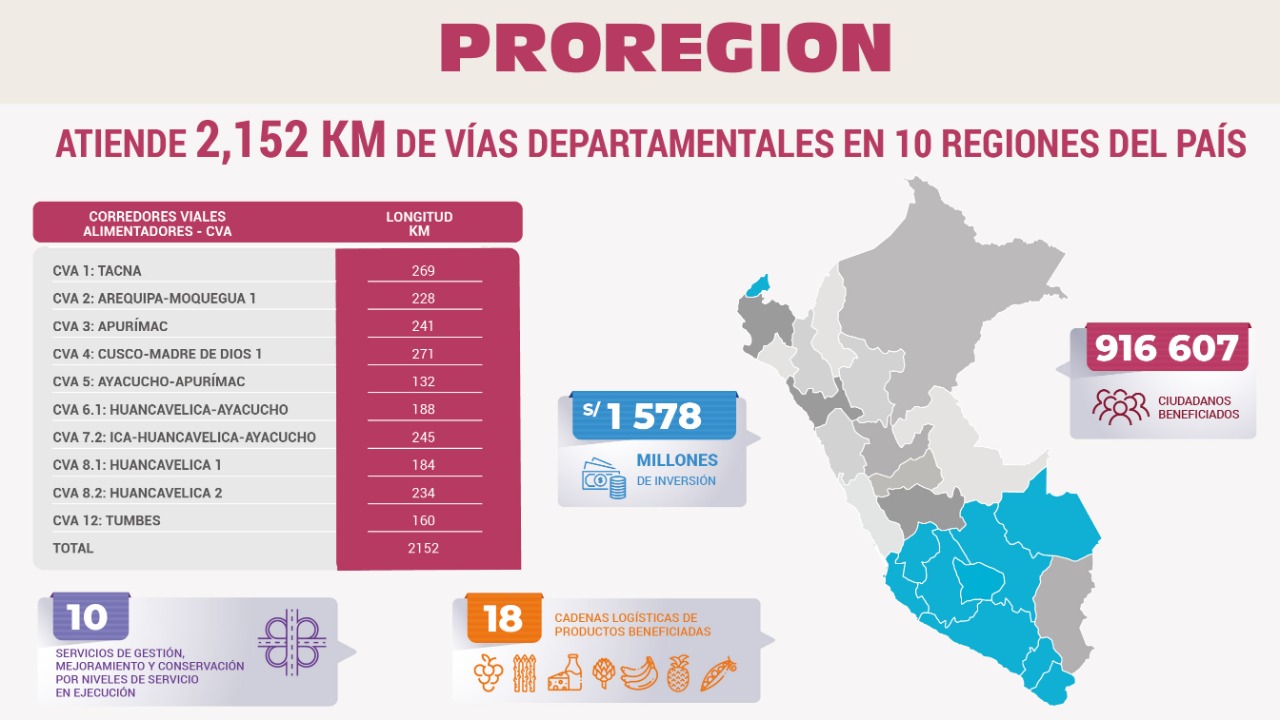 PROREGION
ATIENDE 2,152 KM DE VÍAS DEPARTAMENTALES EN 10 REGIONES DEL PAÍS
CORREDORES VIALES
ALIMENTADORES - CVA
LONGITUD
KM
CVA 1: TACNA 269
CVA 2: AREQUIPA-MOQUEGUA 1 228
CVA 3: APURÍMAC 241
CVA 4: CUSCO-MADRE DE DIOS 1 271
CVA 5: AYACUCHO-APURÍMAC 132
CVA 6.1: HUANCAVELICA-AYACUCHO 188
CVA 7.2: ICA-HUANCAVELICA-AYACUCHO 245
CVA 8.1: HUANCAVELICA 1 184
CVA 8.2: HUANCAVELICA 2 234
CVA 12: TUMBES 160
TOTAL 2152
S/ 1 578
MILLONES
DE INVERSIÓN
916 607
CIUDADANOS
BENEFICIADOS
10
SERVICIOS DE GESTIÓN,
MEJORAMIENTO Y CONSERVACIÓN
POR NIVELES DE SERVICIO
EN EJECUCIÓN
18
CADENAS LOGÍSTICAS DE
PRODUCTOS BENEFICIADAS